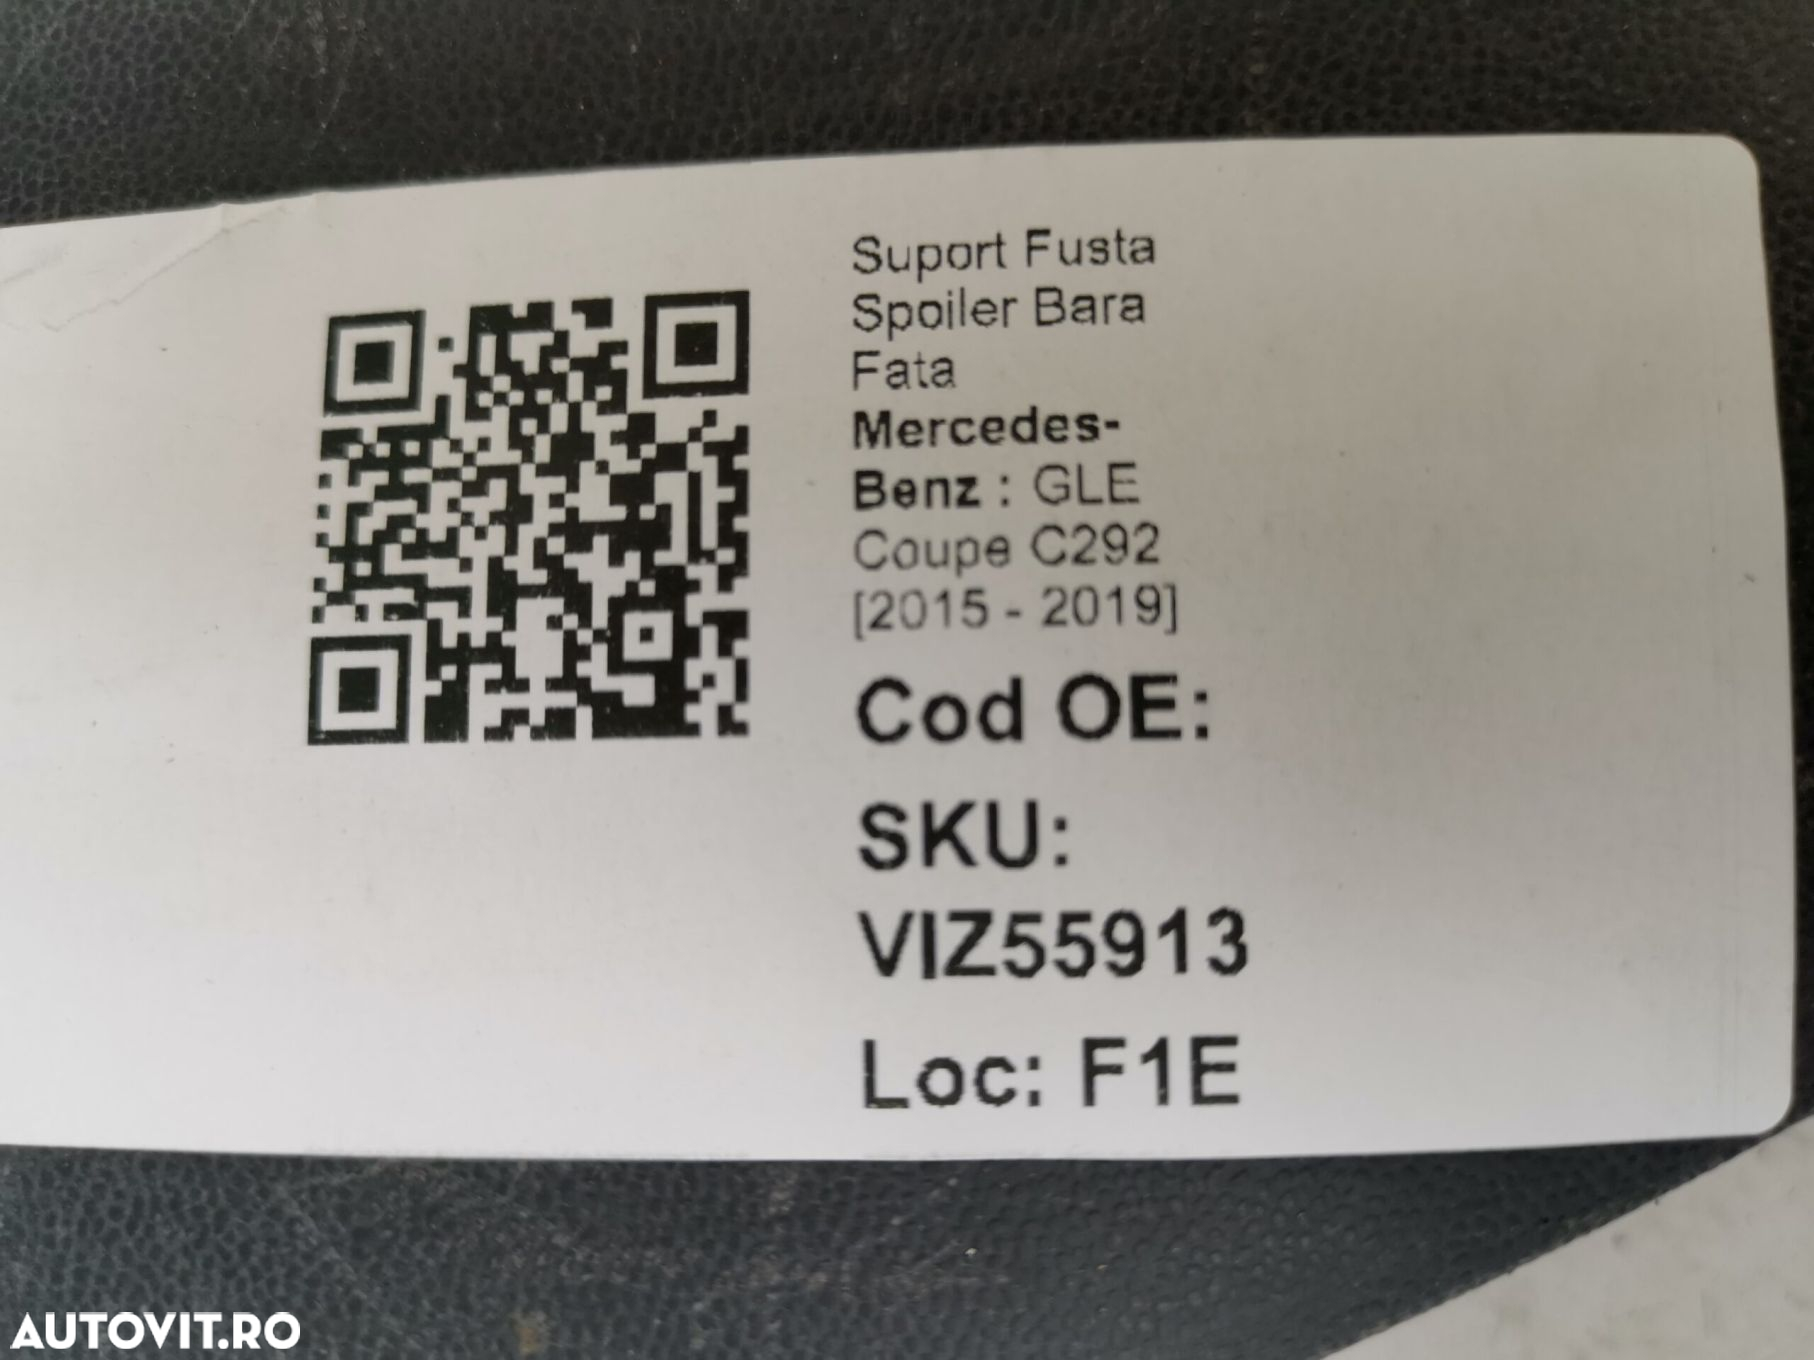 Suport Fusta
Spoiler Bara
Fata
Mercedes-
Benz : GLE
Coupe C292
[2015 - 2019]
Cod OE:
SKU:
VIZ55913
Loc: F1E
AUTOVIT.RO